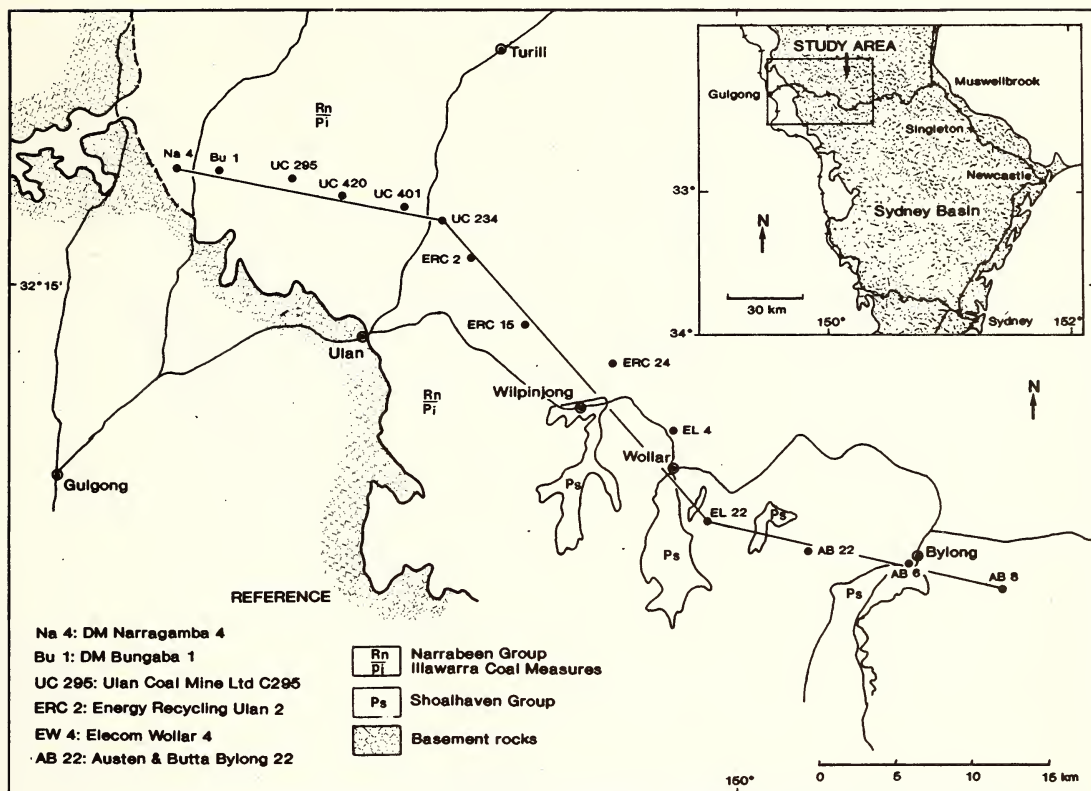 Turill
Rn
Pi
Na 4
Bu 1
UC 295
UC 420
UC 401
UC 234
ERC 2
32°15'
ERC 15
Ulan
ERC 24
Wilpinjong
Rn
Pi
EL 4
Wollar
Gulgong
Ps
EL 22
Ps
Ps
AB 22
Bylong
AB 6
AB 8
Ps
N
STUDY AREA
Muswellbrook
Gulgong
Singleton
Newcastle
33°
N
Sydney Basin
30 km
Sydney
34°
150°
152°
REFERENCE
Na 4: DM Narragamba 4
Bu 1: DM Bungaba 1
UC 295: Ulan Coal Mine Ltd C295
ERC 2: Energy Recycling Ulan 2
EW 4: Elecom Wollar 4
AB 22: Austen & Butta Bylong 22
Rn
Pi
Narrabeen Group
Illawarra Coal Measures
Ps
Shoalhaven Group
Basement rocks
150°
0 5 10 15 km